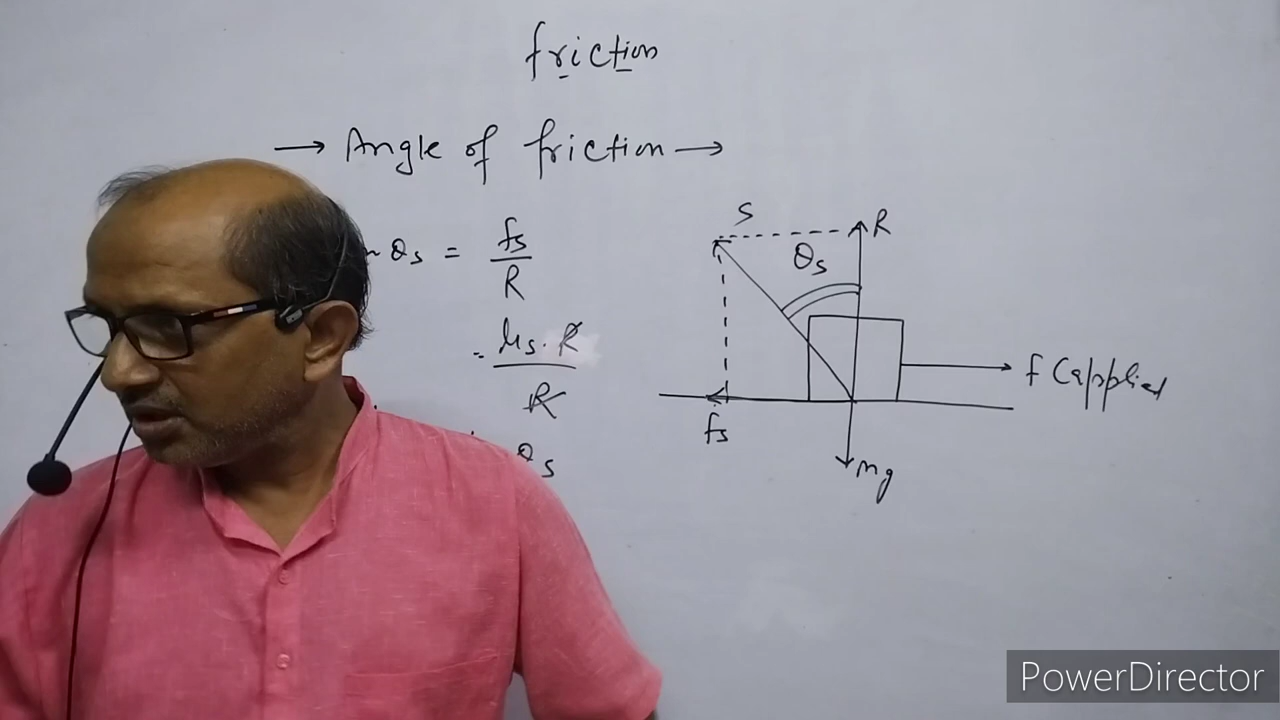 friction
→ Angle of friction →
θs = fs / R
= μs. R / R
θs
S
R
θs
f (applied
fs
mg
PowerDirector